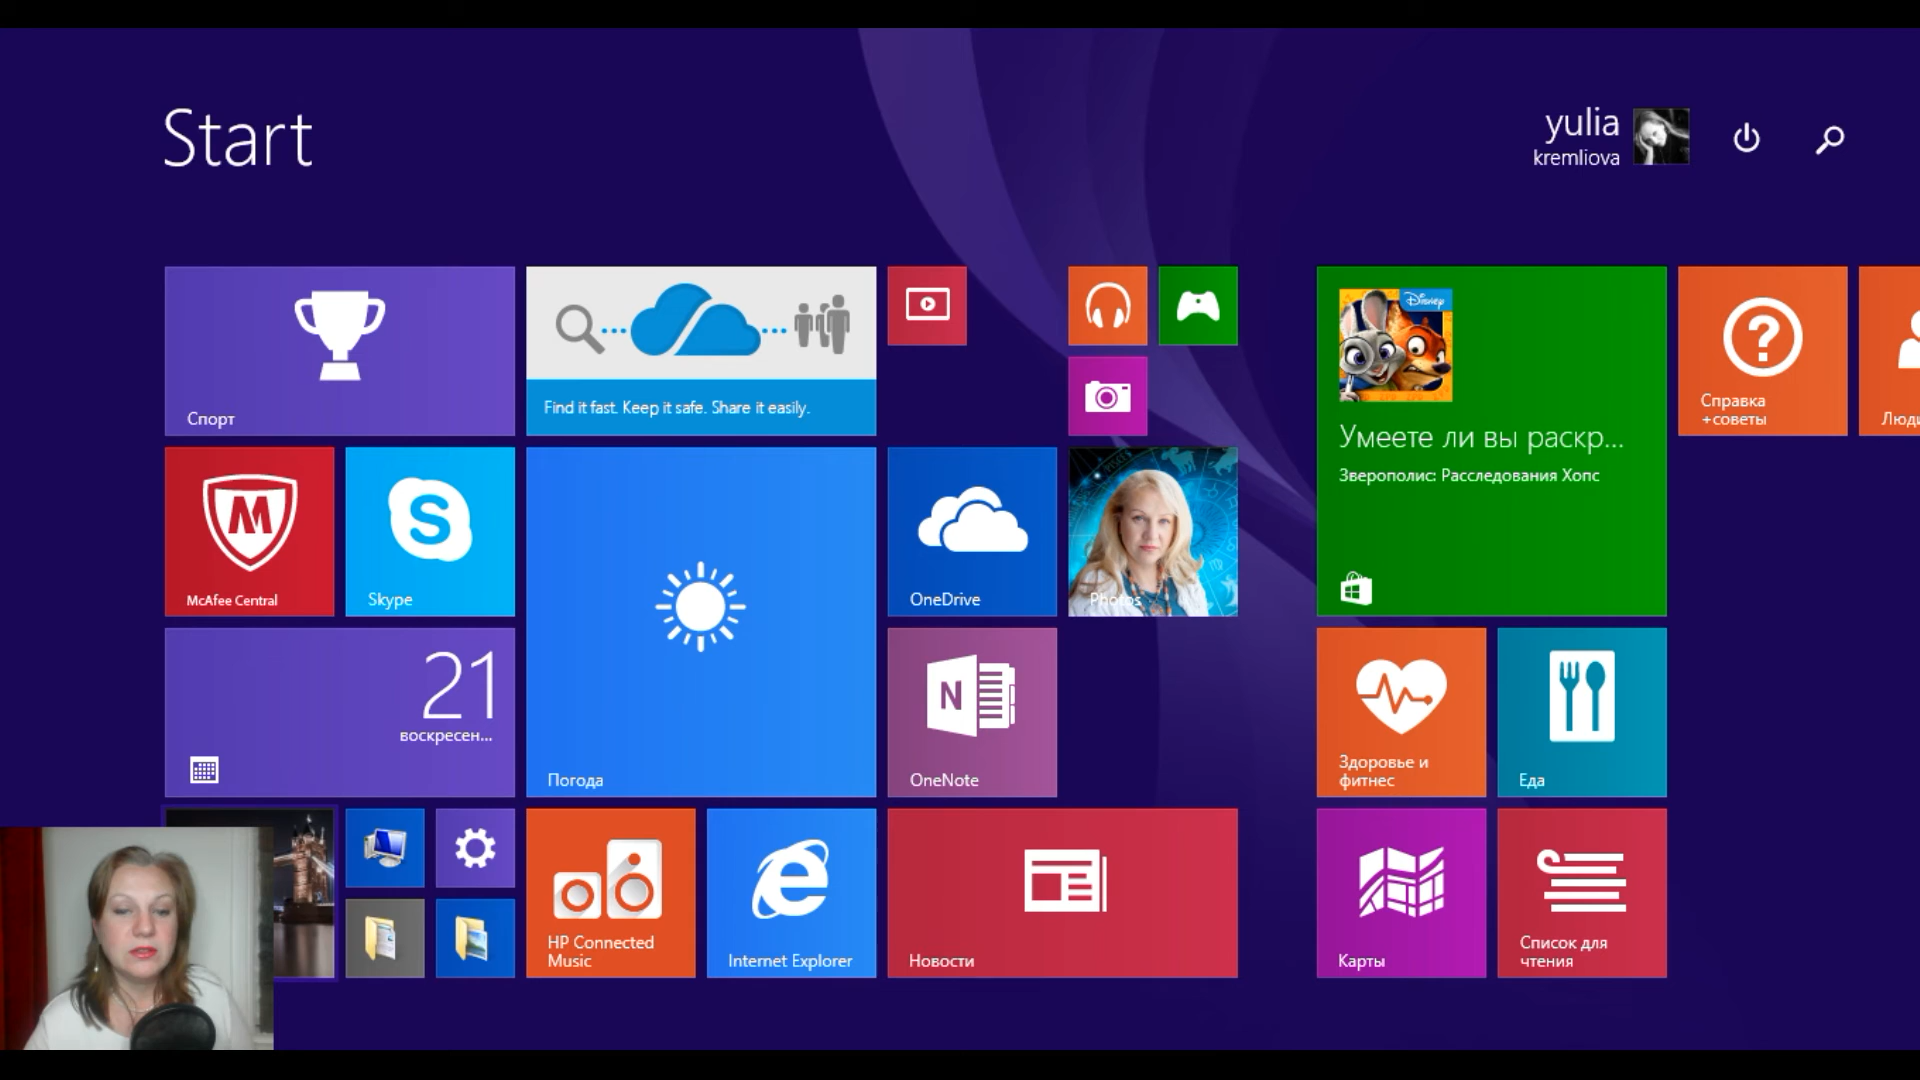 Start
yulia
kremliova
Спорт
Find it fast. Keep it safe. Share it easily.
Disney
Умеете ли вы раскр...
Зверополис: Расследования Хопс
Справка
+советы
Люди
McAfee Central
S
Skype
OneDrive
Photos
21
воскресен...
Погода
N
OneNote
Здоровье и
фитнес
Еда
HP Connected
Music
Internet Explorer
Новости
Карты
Список для
чтения